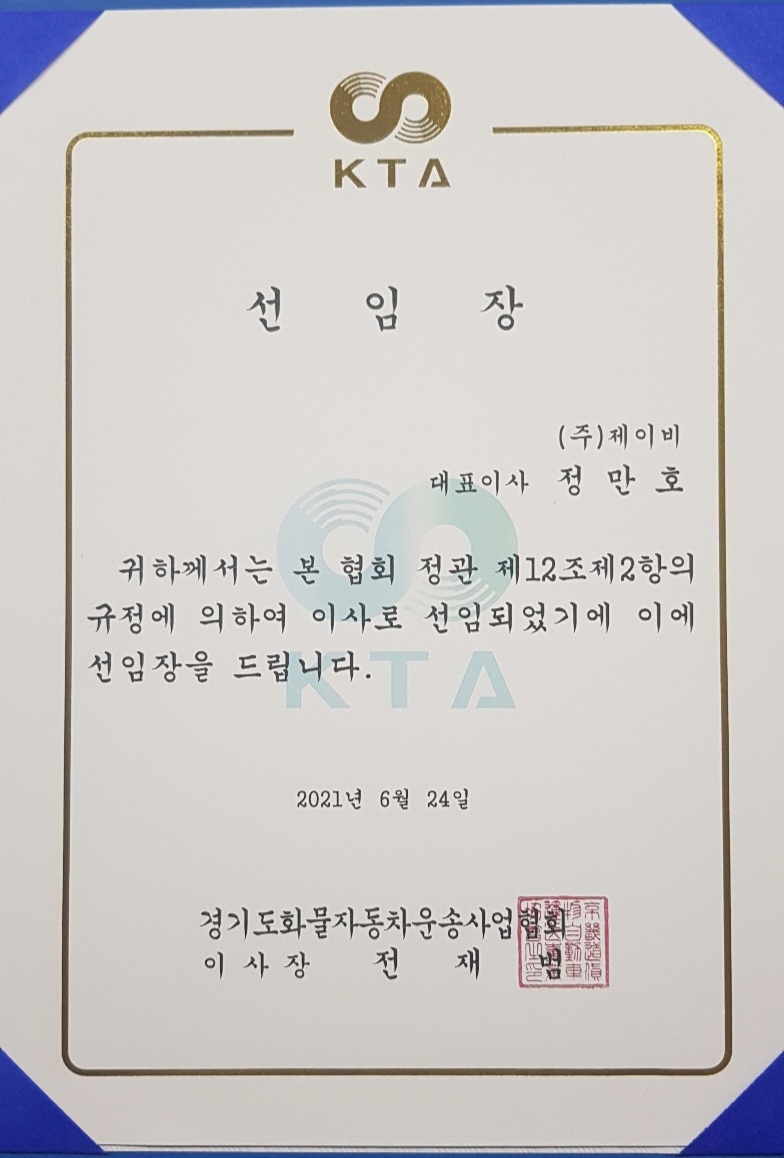 KTA
선 임 장
(주)제이비
대표이사 정 만 호
귀하께서는 본 협회 정관 제12조제2항의
규정에 의하여 이사로 선임되었기에 이에
선임장을 드립니다.
KTA
2021년 6월 24일
경기도화물자동차운송사업협회
이 사 장 전 재 범